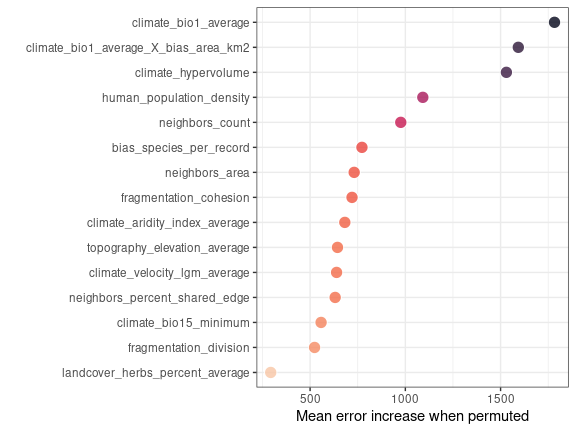 climate_bio1_average
climate_bio1_average_X_bias_area_km2
climate_hypervolume
human_population_density
neighbors_count
bias_species_per_record
neighbors_area
fragmentation_cohesion
climate_aridity_index_average
topography_elevation_average
climate_velocity_lgm_average
neighbors_percent_shared_edge
climate_bio15_minimum
fragmentation_division
landcover_herbs_percent_average
500 1000 1500
Mean error increase when permuted